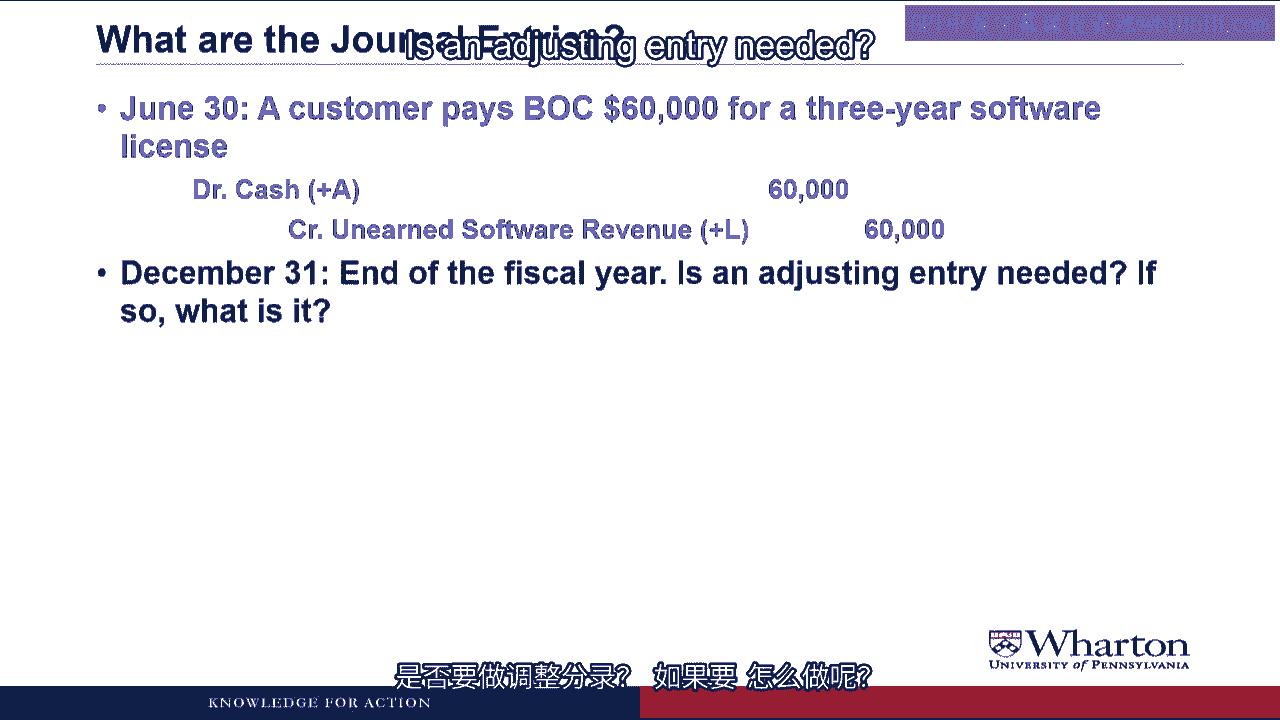 What are the Journal Entries?
Is an adjusting entry needed?
• June 30: A customer pays BOC $60,000 for a three-year software
license
Dr. Cash (+A) 60,000
Cr. Unearned Software Revenue (+L) 60,000
• December 31: End of the fiscal year. Is an adjusting entry needed? If
so, what is it?
Wharton
UNIVERSITY of PENNSYLVANIA
是否要做调整分录? 如果要 怎么做呢?
KNOWLEDGE FOR ACTION